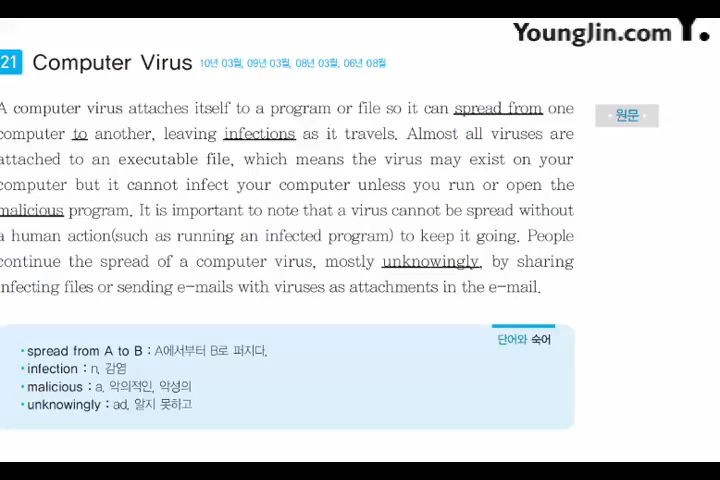 YoungJin.com Y.
21 Computer Virus 10년 03월, 09년 03월, 08년 03월, 06년 08월
A computer virus attaches itself to a program or file so it can spread from one
원문
computer to another, leaving infections as it travels. Almost all viruses are
attached to an executable file, which means the virus may exist on your
computer but it cannot infect your computer unless you run or open the
malicious program. It is important to note that a virus cannot be spread without
a human action(such as running an infected program) to keep it going. People
continue the spread of a computer virus, mostly unknowingly, by sharing
infecting files or sending e-mails with viruses as attachments in the e-mail.
단어와 숙어
• spread from A to B : A에서부터 B로 퍼지다.
• infection : n. 감염
• malicious : a. 악의적인, 악성의
• unknowingly : ad. 알지 못하고